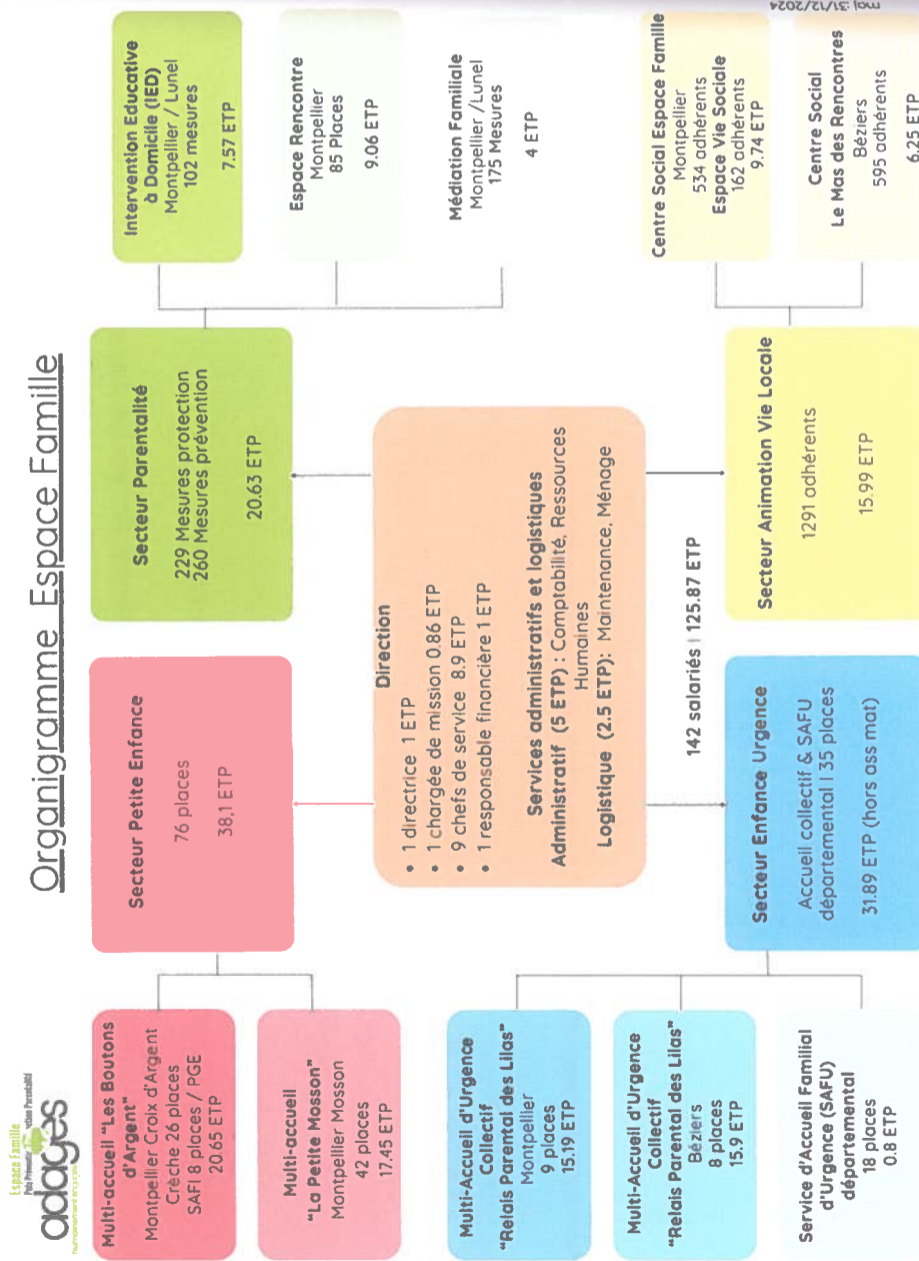 Espace Famille
adages
Organigramme Espace Famille
Multi-accueil "Les Boutons
d'Argent"
Montpellier Croix d'Argent
Crèche 26 places
SAFI 8 places / PGE
20.65 ETP
Multi-accueil
"La Petite Mosson"
Montpellier Mosson
42 places
17.45 ETP
Secteur Petite Enfance
76 places
38,1 ETP
Secteur Parentalité
229 Mesures protection
260 Mesures prévention
20.63 ETP
Intervention Educative
à Domicile (IED)
Montpellier / Lunel
102 mesures
7.57 ETP
Espace Rencontre
Montpellier
85 Places
9.06 ETP
Médiation Familiale
Montpellier /Lunel
175 Mesures
4 ETP
Direction
• 1 directrice 1 ETP
• 1 chargée de mission 0.86 ETP
• 9 chefs de service 8.9 ETP
• 1 responsable financière 1 ETP
Services administratifs et logistiques
Administratif (5 ETP) : Comptabilité, Ressources
Humaines
Logistique (2.5 ETP): Maintenance, Ménage
142 salariés I 125.87 ETP
Multi-Accueil d'Urgence
Collectif
"Relais Parental des Lilas"
Montpellier
9 places
15.19 ETP
Multi-Accueil d'Urgence
Collectif
"Relais Parental des Lilas"
Béziers
8 places
15.9 ETP
Service d'Accueil Familial
d'Urgence (SAFU)
départemental
18 places
0.8 ETP
Secteur Enfance Urgence
Accueil collectif & SAFU
départemental I 35 places
31.89 ETP (hors ass mat)
Secteur Animation Vie Locale
1291 adhérents
15.99 ETP
Centre Social Espace Famille
Montpellier
534 adhérents
Espace Vie Sociale
162 adhérents
9.74 ETP
Centre Social
Le Mas des Rencontres
Béziers
595 adhérents
6.25 ETP
maj :31/12/2024